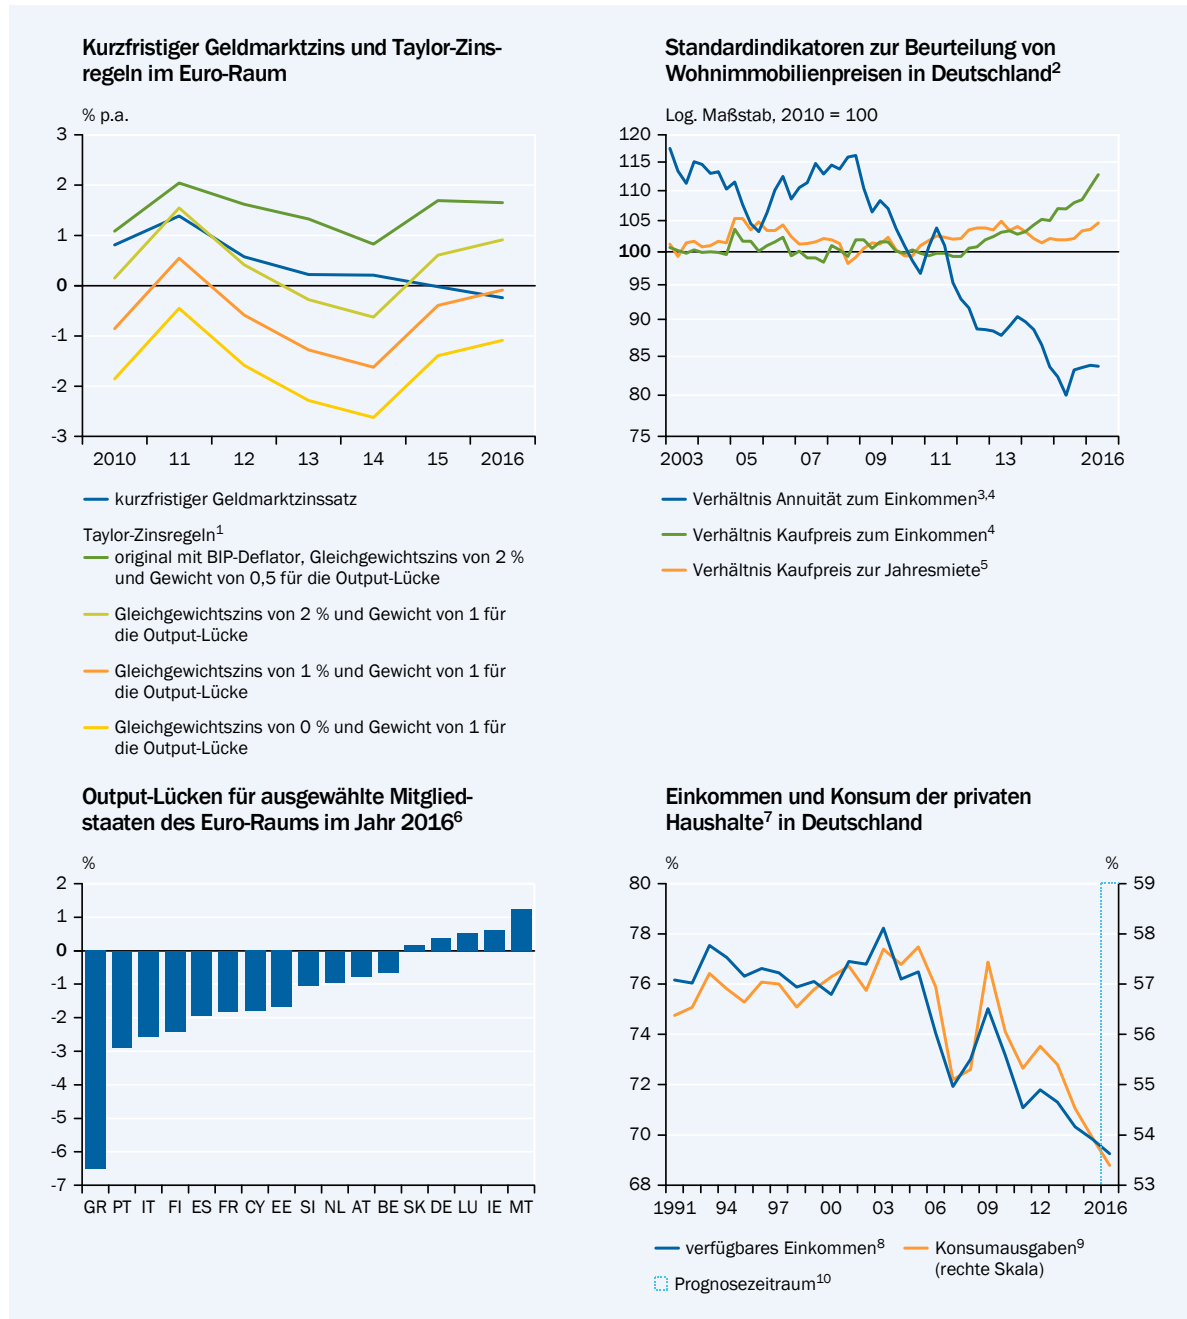 Kurzfristiger Geldmarktzins und Taylor-Zins-
regeln im Euro-Raum
% p.a.
3
2
1
0
-1
-2
-3
2010 11 12 13 14 15 2016
kurzfristiger Geldmarktzinssatz
Taylor-Zinsregeln1
original mit BIP-Deflator, Gleichgewichtszins von 2 %
und Gewicht von 0,5 für die Output-Lücke
Gleichgewichtszins von 2 % und Gewicht von 1 für
die Output-Lücke
Gleichgewichtszins von 1 % und Gewicht von 1 für
die Output-Lücke
Gleichgewichtszins von 0 % und Gewicht von 1 für
die Output-Lücke
Standardindikatoren zur Beurteilung von
Wohnimmobilienpreisen in Deutschland2
Log. Maßstab, 2010 = 100
120
115
110
105
100
95
90
85
80
75
2003 05 07 09 11 13 2016
Verhältnis Annuität zum Einkommen3,4
Verhältnis Kaufpreis zum Einkommen4
Verhältnis Kaufpreis zur Jahresmiete5
Output-Lücken für ausgewählte Mitglied-
staaten des Euro-Raums im Jahr 20166
%
2
1
0
-1
-2
-3
-4
-5
-6
-7
GR PT IT FI ES FR CY EE SI NL AT BE SK DE LU IE MT
Einkommen und Konsum der privaten
Haushalte7 in Deutschland
% %
80 59
78 58
76 57
74 56
72 55
70 54
68 53
1991 94 97 00 03 06 09 12 2016
verfügbares Einkommen8 Konsumausgaben9
(rechte Skala)
Prognosezeitraum10